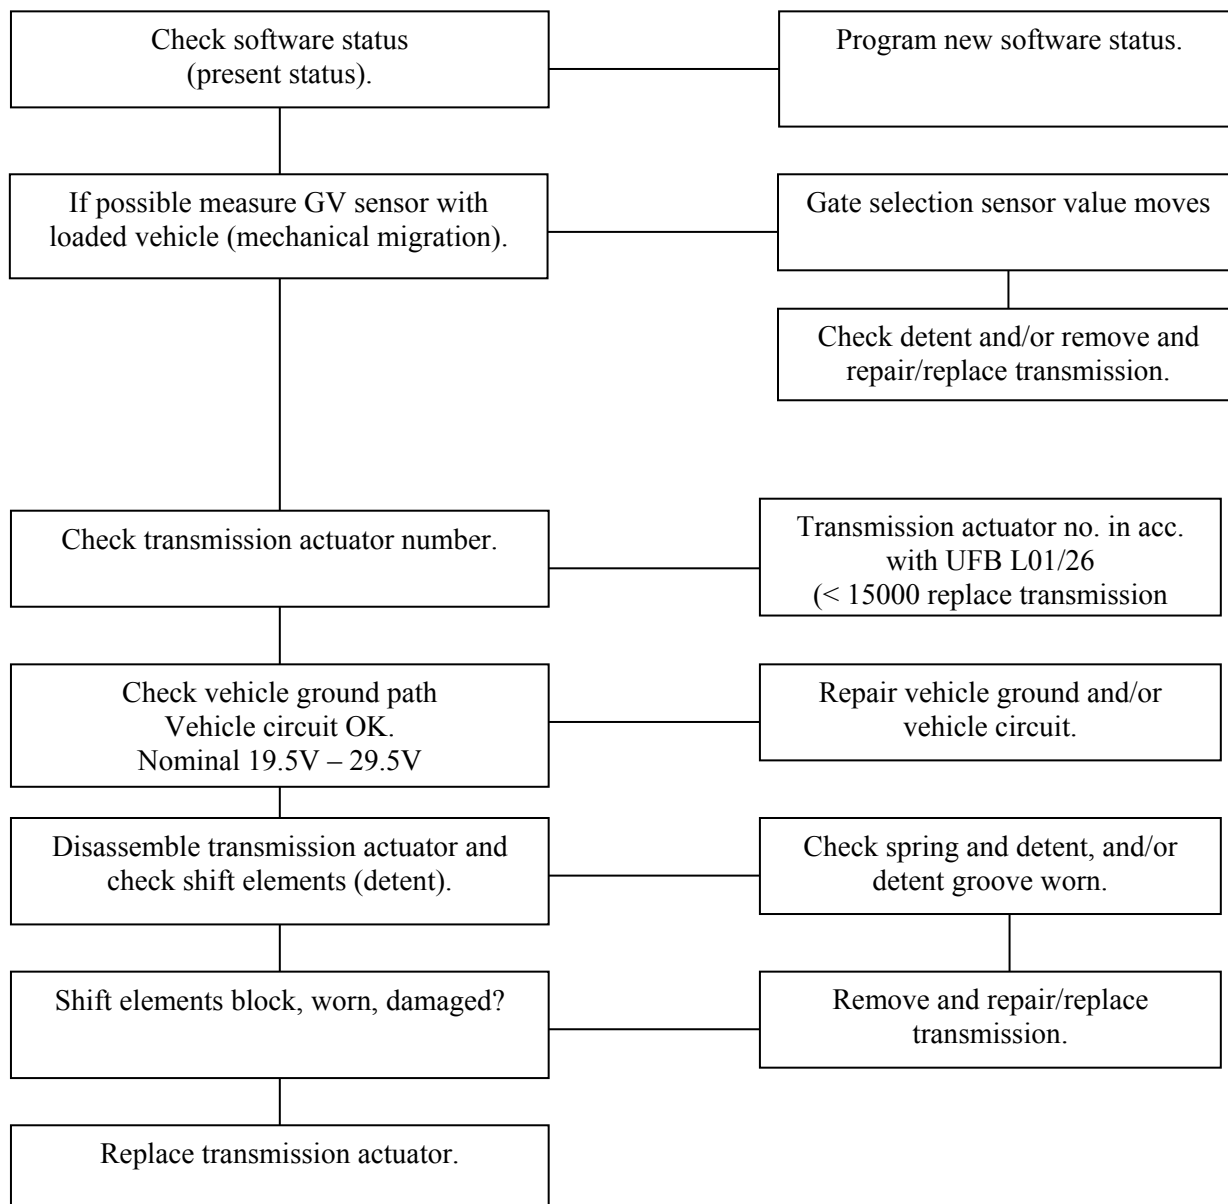 Check software status
(present status).
Program new software status.
If possible measure GV sensor with
loaded vehicle (mechanical migration).
Gate selection sensor value moves
Check detent and/or remove and
repair/replace transmission.
Check transmission actuator number.
Transmission actuator no. in acc.
with UFB L01/26
(< 15000 replace transmission
Check vehicle ground path
Vehicle circuit OK.
Nominal 19.5V – 29.5V
Repair vehicle ground and/or
vehicle circuit.
Disassemble transmission actuator and
check shift elements (detent).
Check spring and detent, and/or
detent groove worn.
Shift elements block, worn, damaged?
Remove and repair/replace
transmission.
Replace transmission actuator.